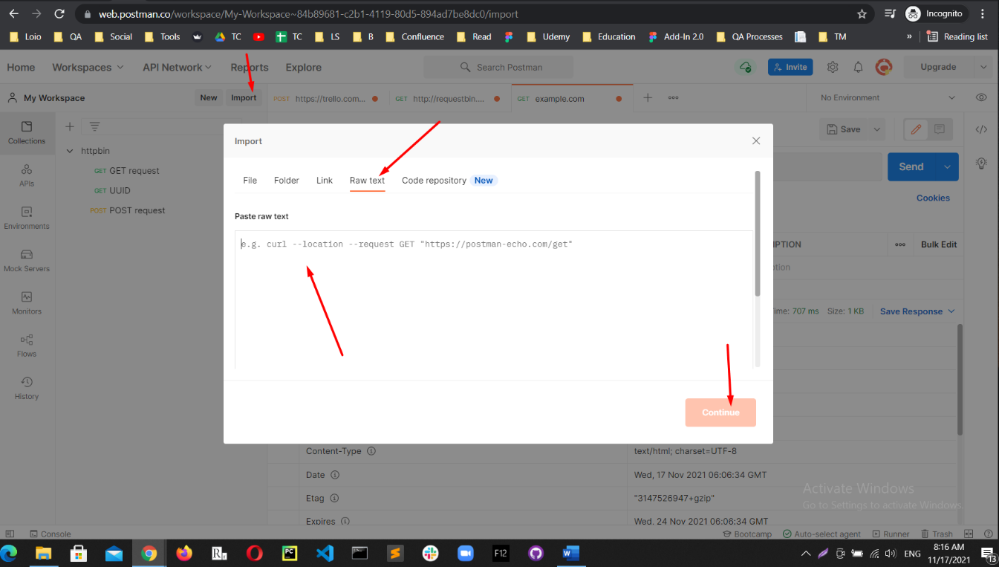 web.postman.co/workspace/My-Workspace~84b89681-c2b1-4119-80d5-894ad7be8dc0/import
Incognito
Loio QA Social Tools TC TC LS B Confluence Read Udemy Education Add-In 2.0 QA Processes TM » Reading list
Home Workspaces API Network Reports Explore Search Postman Invite Upgrade
My Workspace New Import POST https://trello.com... GET http://requestbin.... GET example.com No Environment
Collections
Import
Save
httpbin
GET GET request
APIs
GET UUID
POST POST request
File Folder Link Raw text Code repository New
Send
Cookies
Environments
Paste raw text
e.g. curl --location --request GET "https://postman-echo.com/get"
IPTION Bulk Edit
Mock Servers
Monitors
707 ms Size: 1 KB Save Response
Flows
History
Continue
Content-Type text/html; charset=UTF-8
Date Wed, 17 Nov 2021 06:06:34 GMT
Activate Windows
Etag "3147526947+gzip"
Go to Settings to activate Windows.
Expires Wed, 24 Nov 2021 06:06:34 GMT
Console Bootcamp Auto-select agent Runner Trash
PC F12 W ENG 8:16 AM
11/17/2021
13